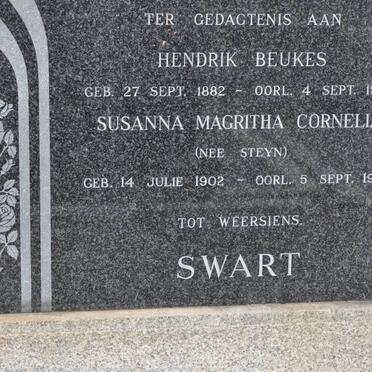 TER GEDAGTENIS AAN
HENDRIK BEUKES
GEB. 27 SEPT. 1882 – OORL. 4 SEPT.
SUSANNA MAGRITHA
(NEE STEYN)
GEB. 14 JULIE 1902 – OORL. 5 SEPT.
TOT WEERSIENS.
SWART